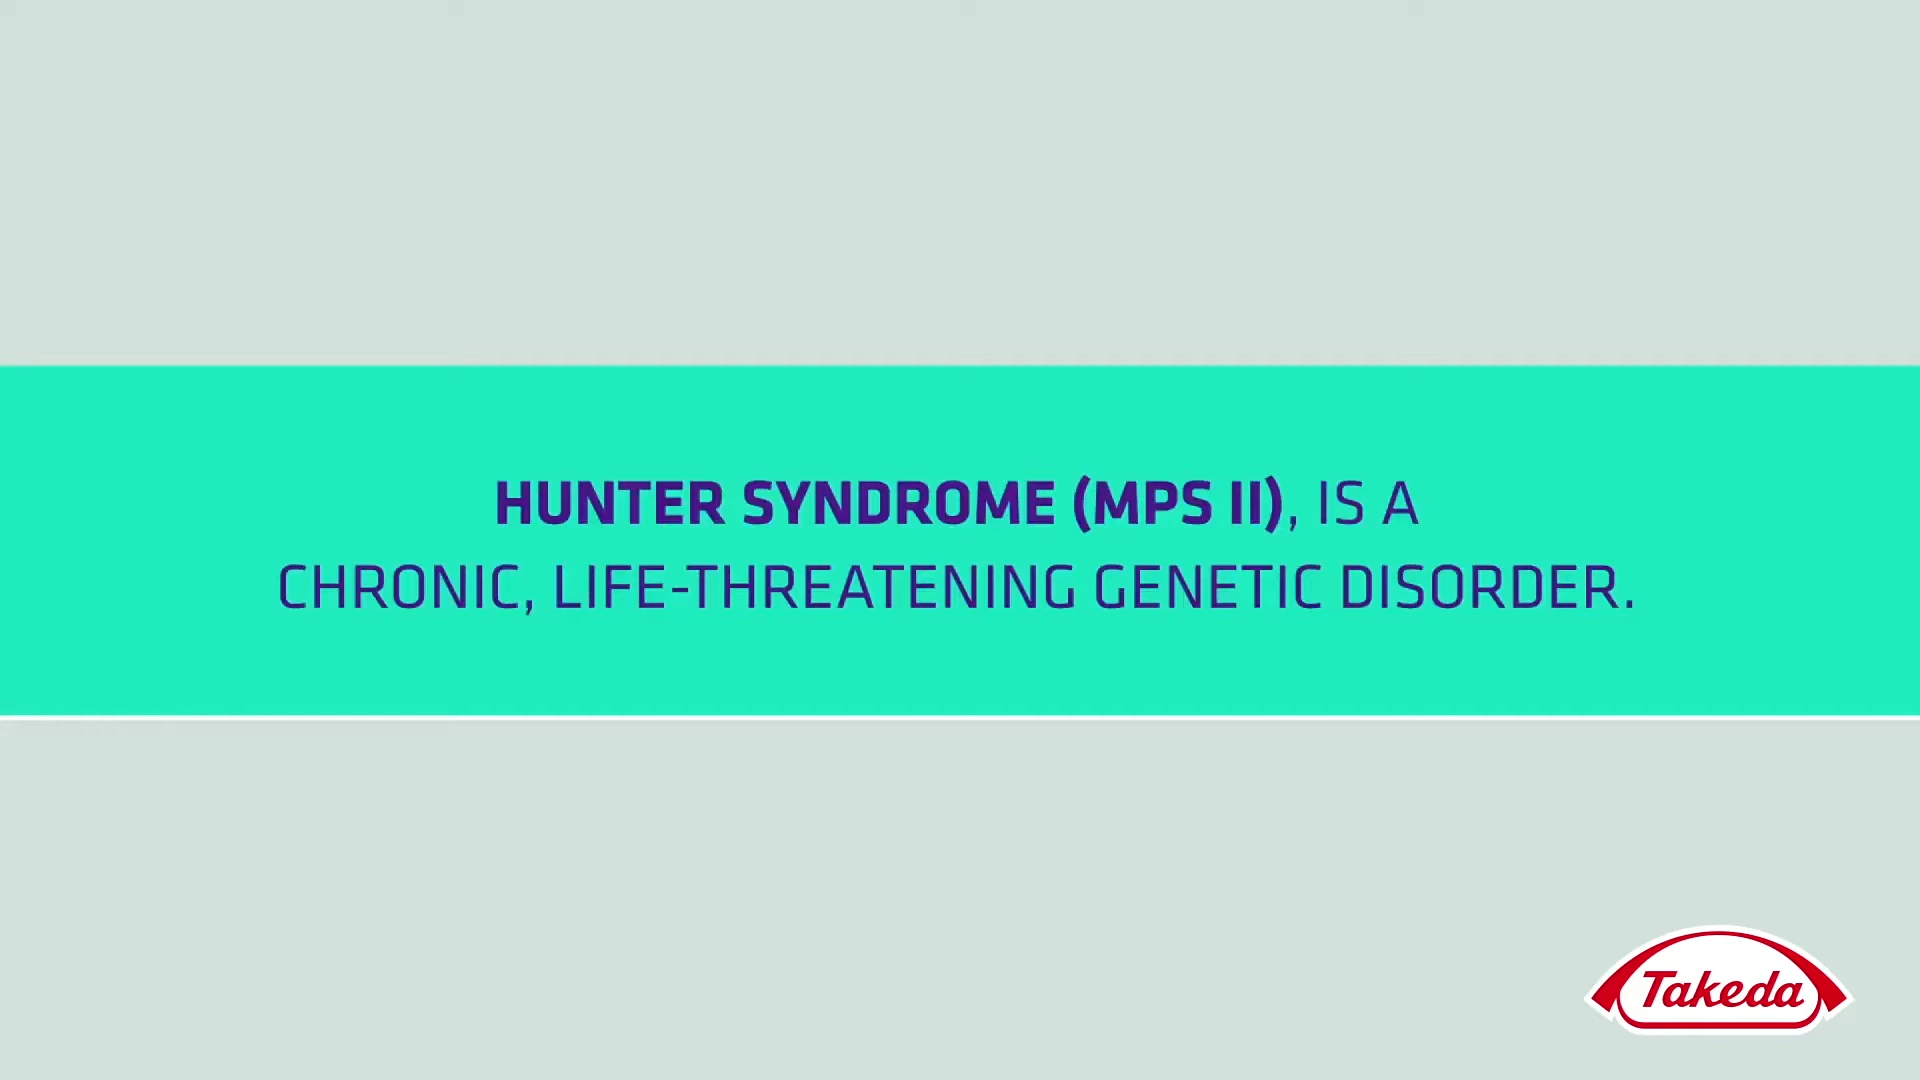 HUNTER SYNDROME (MPS II), IS A
CHRONIC, LIFE-THREATENING GENETIC DISORDER.
Takeda